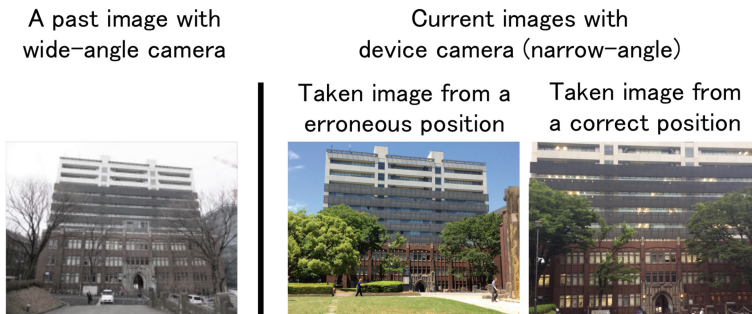 A past image with
wide-angle camera
Current images with
device camera (narrow-angle)
Taken image from a
erroneous position
Taken image from
a correct position